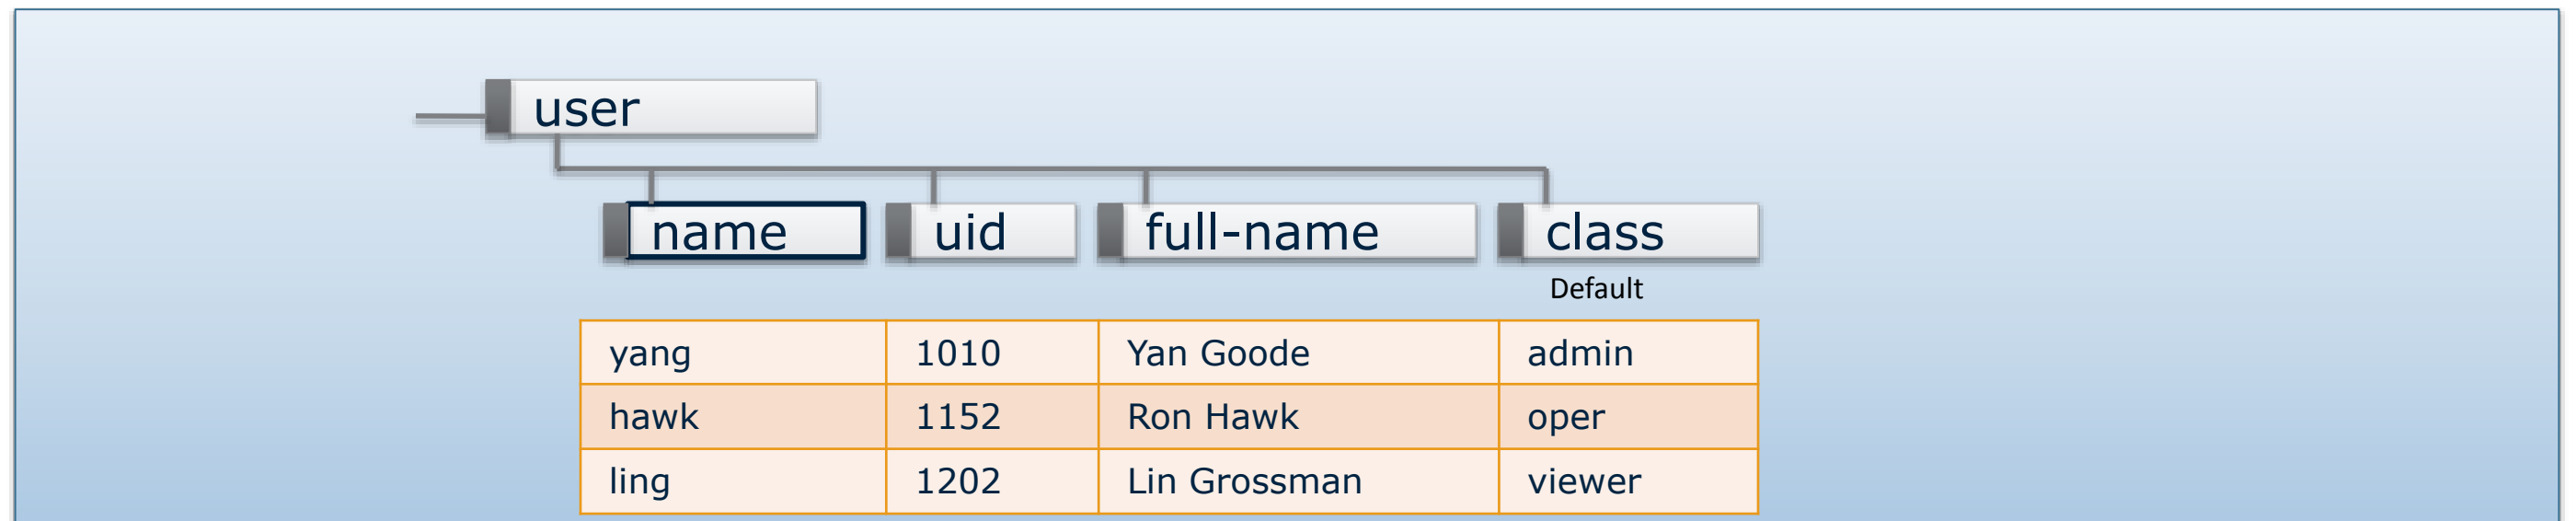 user
name uid full-name class
Default
yang 1010 Yan Goode admin
hawk 1152 Ron Hawk oper
ling 1202 Lin Grossman viewer